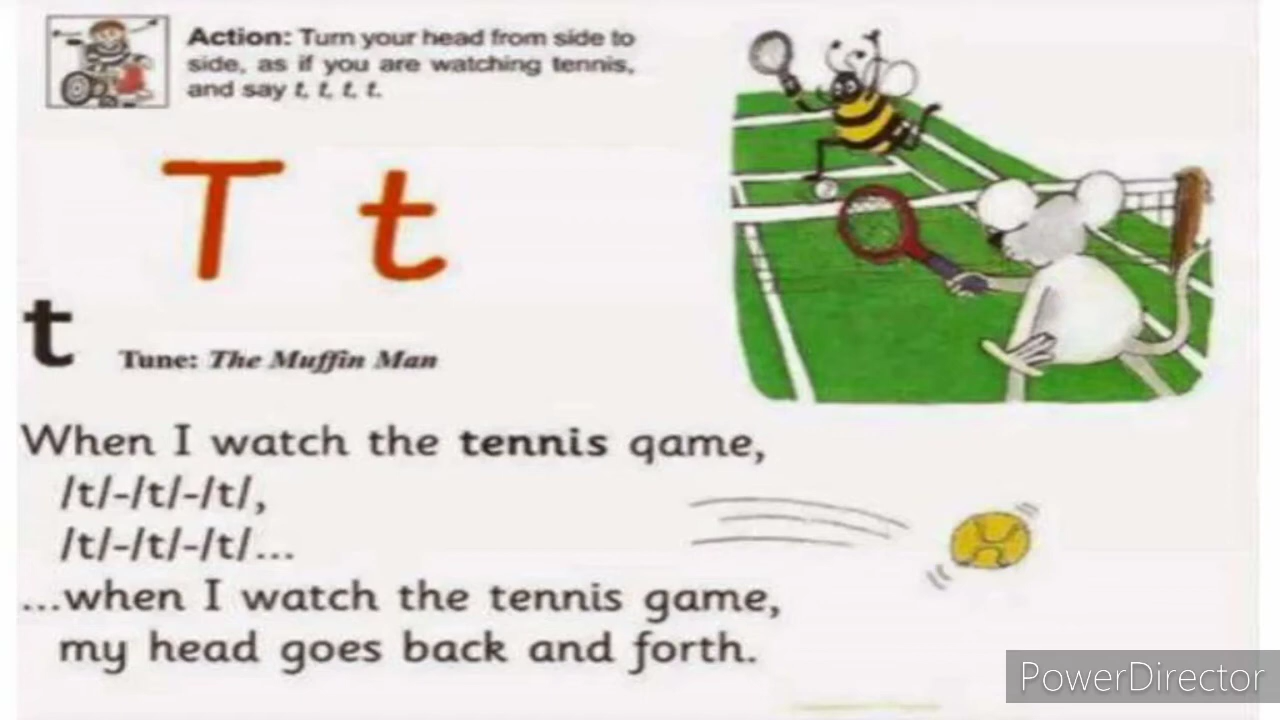 Action: Turn your head from side to
side, as if you are watching tennis,
and say t, t, t, t.
T t
t
Tune: The Muffin Man
When I watch the tennis game,
/t/-/t/-/t/,
/t/-/t/-/t/...
...when I watch the tennis game,
my head goes back and forth.
PowerDirector